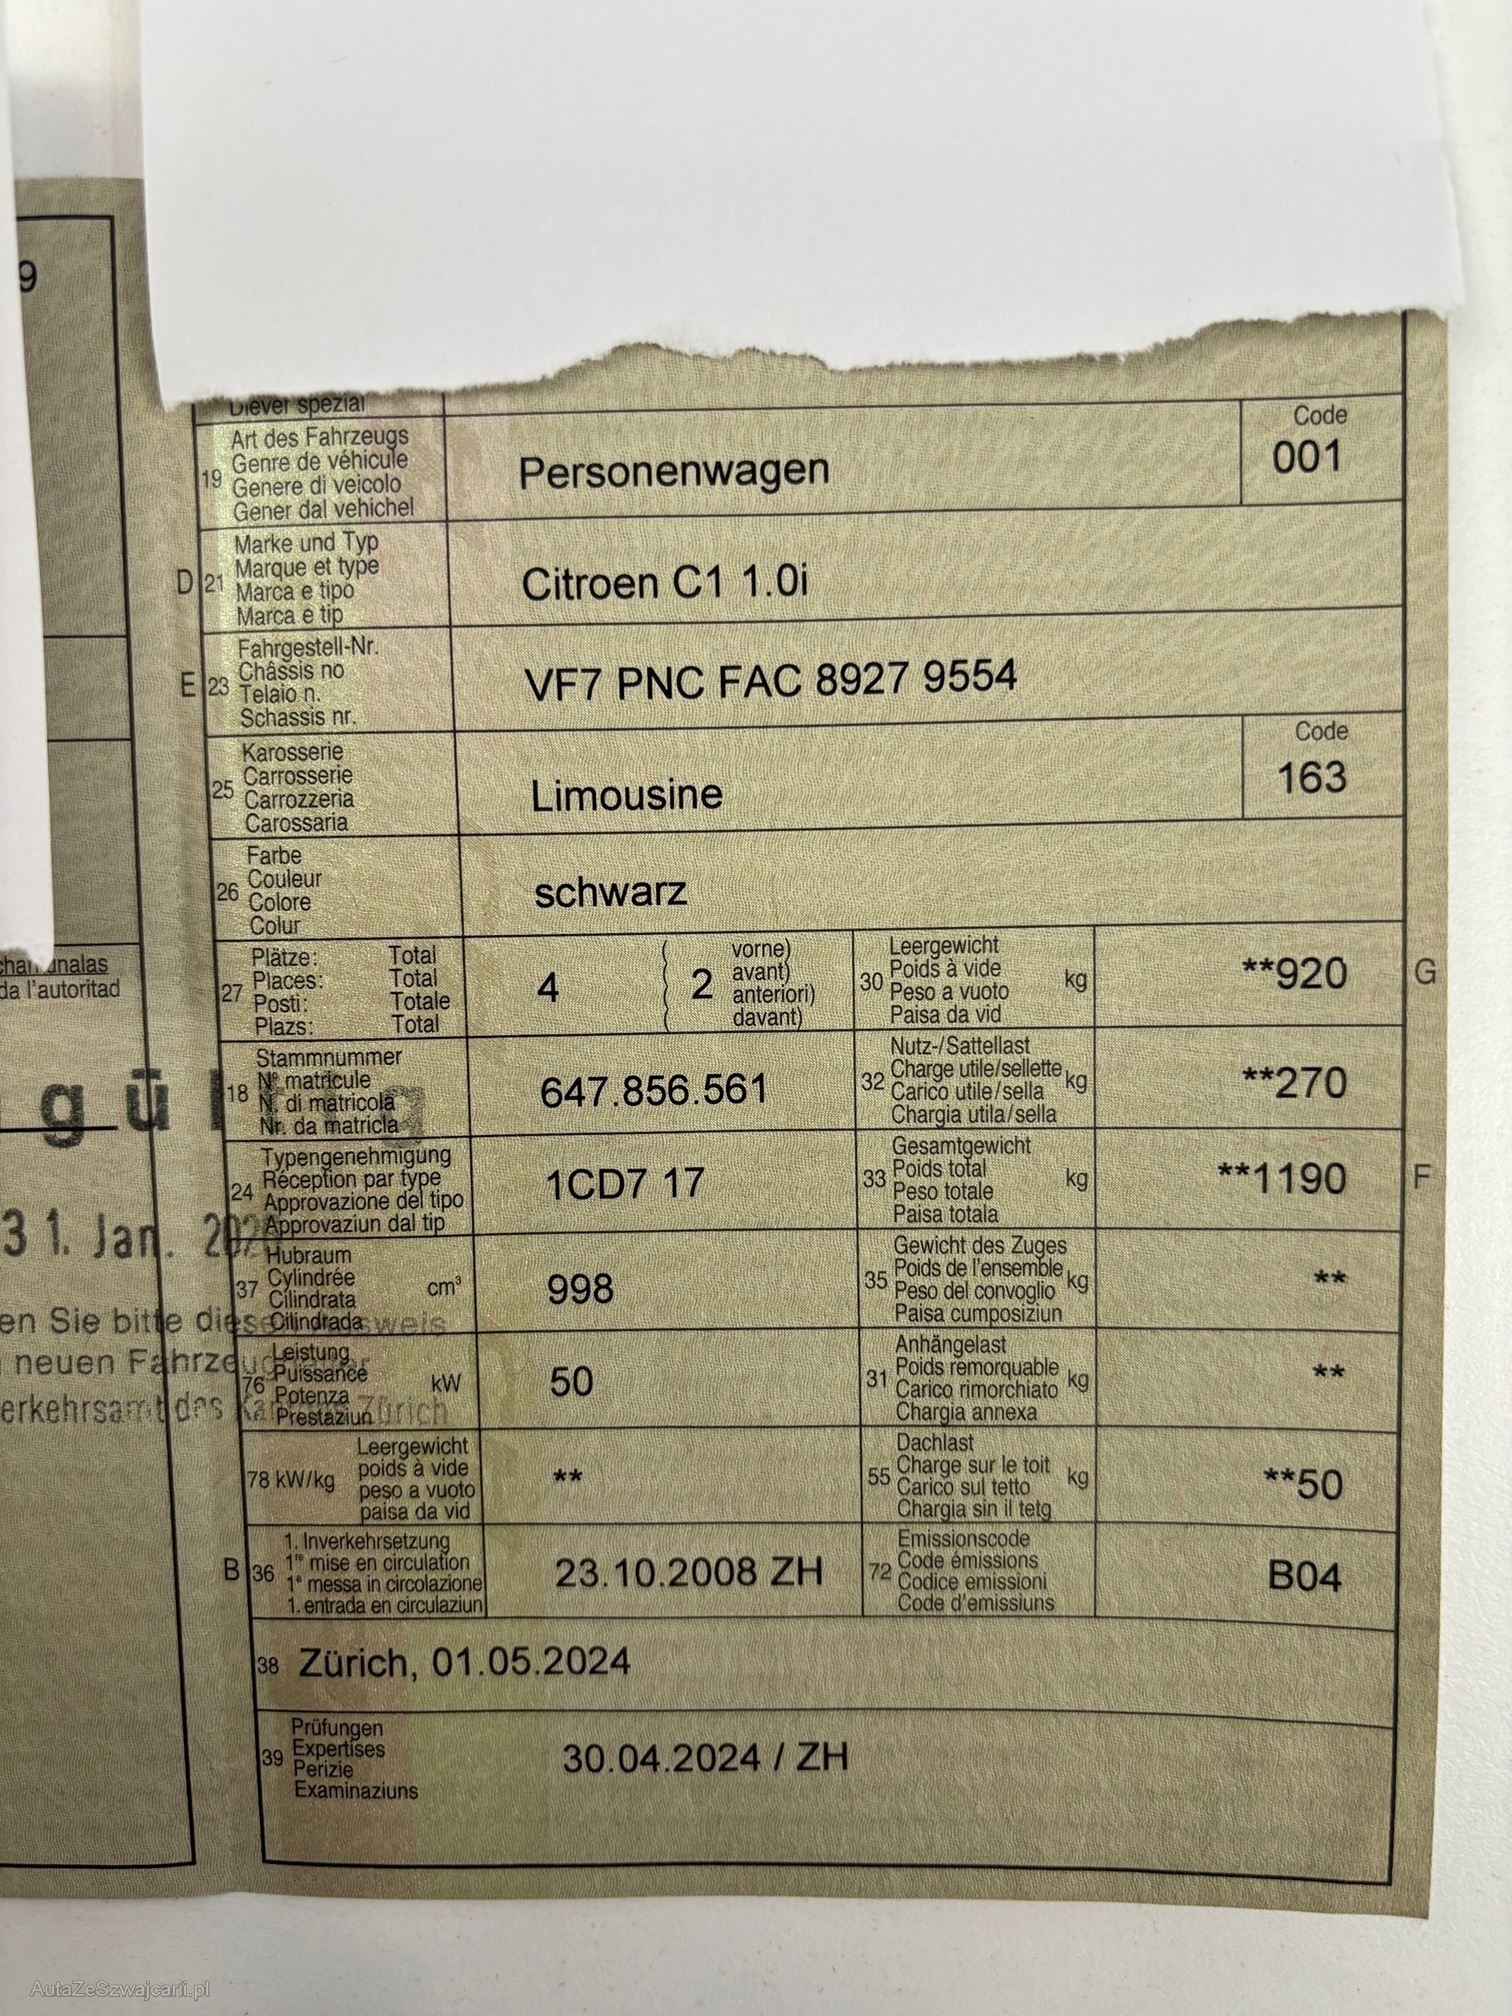 9
Diever spezial
19
Art des Fahrzeugs
Genre de véhicule
Genere di veicolo
Gener dal vehichel
Personenwagen
Code
001
D 21
Marke und Typ
Marque et type
Marca e tipo
Marca e tip
Citroen C1 1.0i
E 23
Fahrgestell-Nr.
Châssis no
Telaio n.
Schassis nr.
VF7 PNC FAC 8927 9554
25
Karosserie
Carrosserie
Carrozzeria
Carossaria
Limousine
Code
163
26
Farbe
Couleur
Colore
Colur
schwarz
27
Plätze: Total
Places: Total
Posti: Totale
Plazs: Total
4
2
vorne)
avant)
anteriori)
davant)
30
Leergewicht
Poids à vide
Peso a vuoto
Paisa da vid
kg
**920
G
da l'autoritad
18
Stammnummer
N° matricule
N. di matricola
Nr. da matricla
647.856.561
32
Nutz-/Sattellast
Charge utile/sellette
Carico utile/sella
Chargia utila/sella
kg
**270
g ü l
24
Typengenehmigung
Réception par type
Approvazione del tipo
Approvaziun dal tip
1CD7 17
33
Gesamtgewicht
Poids total
Peso totale
Paisa totala
kg
**1190
F
31. Jan.
37
Hubraum
Cylindrée
Cilindrata
Cilindrada
cm³
998
35
Gewicht des Zuges
Poids de l'ensemble
Peso del convoglio
Paisa cumposiziun
kg
**
en Sie bitte
neuen
76
Leistung
Puissance
Potenza
Prestaziun
kW
50
31
Anhängelast
Poids remorquable
Carico rimorchiato
Chargia annexa
kg
**
erkehrsamt des Zürich
78 kW/kg
Leergewicht
poids à vide
peso a vuoto
paisa da vid
**
55
Dachlast
Charge sur le toit
Carico sul tetto
Chargia sin il tetg
kg
**50
B 36
1. Inverkehrsetzung
1re mise en circulation
1a messa in circolazione
1. entrada en circulaziun
23.10.2008 ZH
72
Emissionscode
Code émissions
Codice emissioni
Code d'emissiuns
B04
38 Zürich, 01.05.2024
39
Prüfungen
Expertises
Perizie
Examinaziuns
30.04.2024 / ZH
AutaZeSzwajcarii.pl